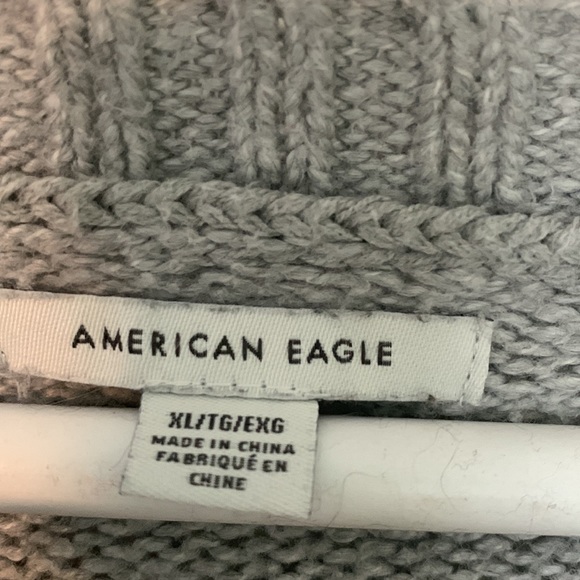 AMERICAN EAGLE
XL/TG/EXG
MADE IN CHINA
FABRIQUÉ EN
CHINE